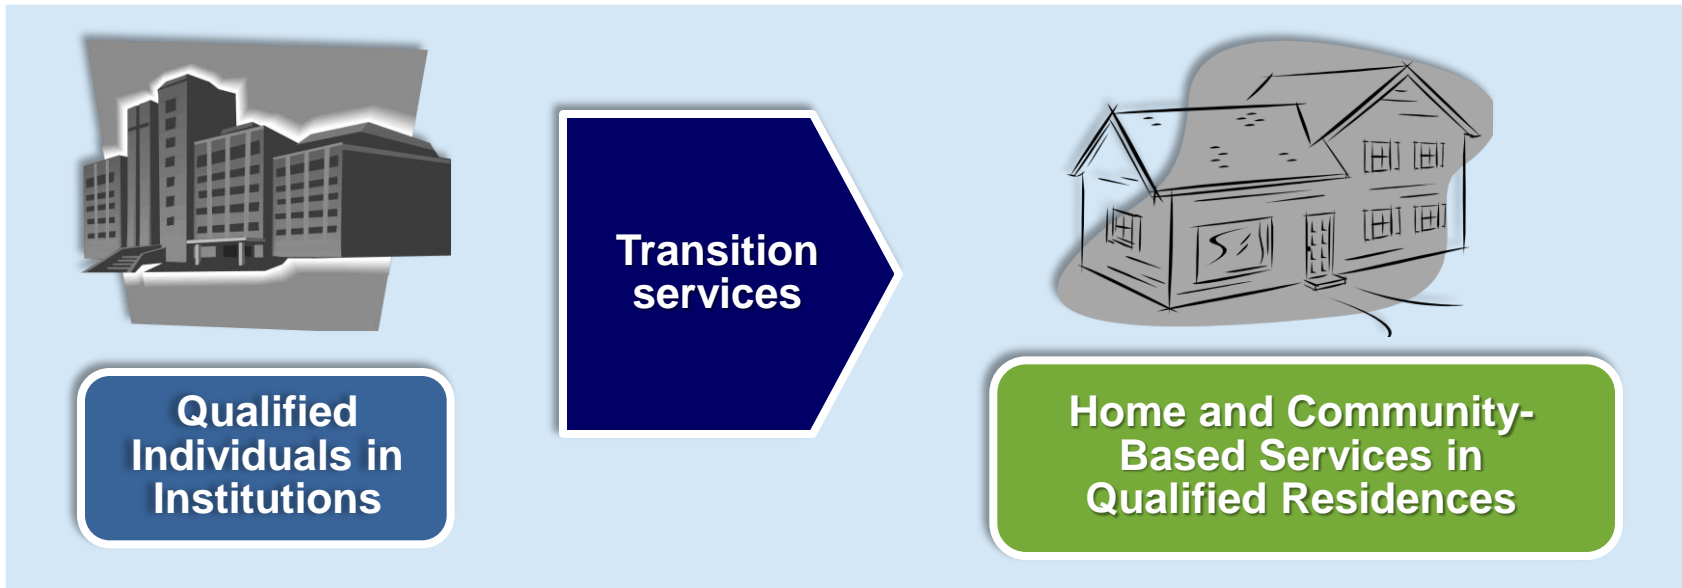 Transition
services
Qualified
Individuals in
Institutions
Home and Community-
Based Services in
Qualified Residences